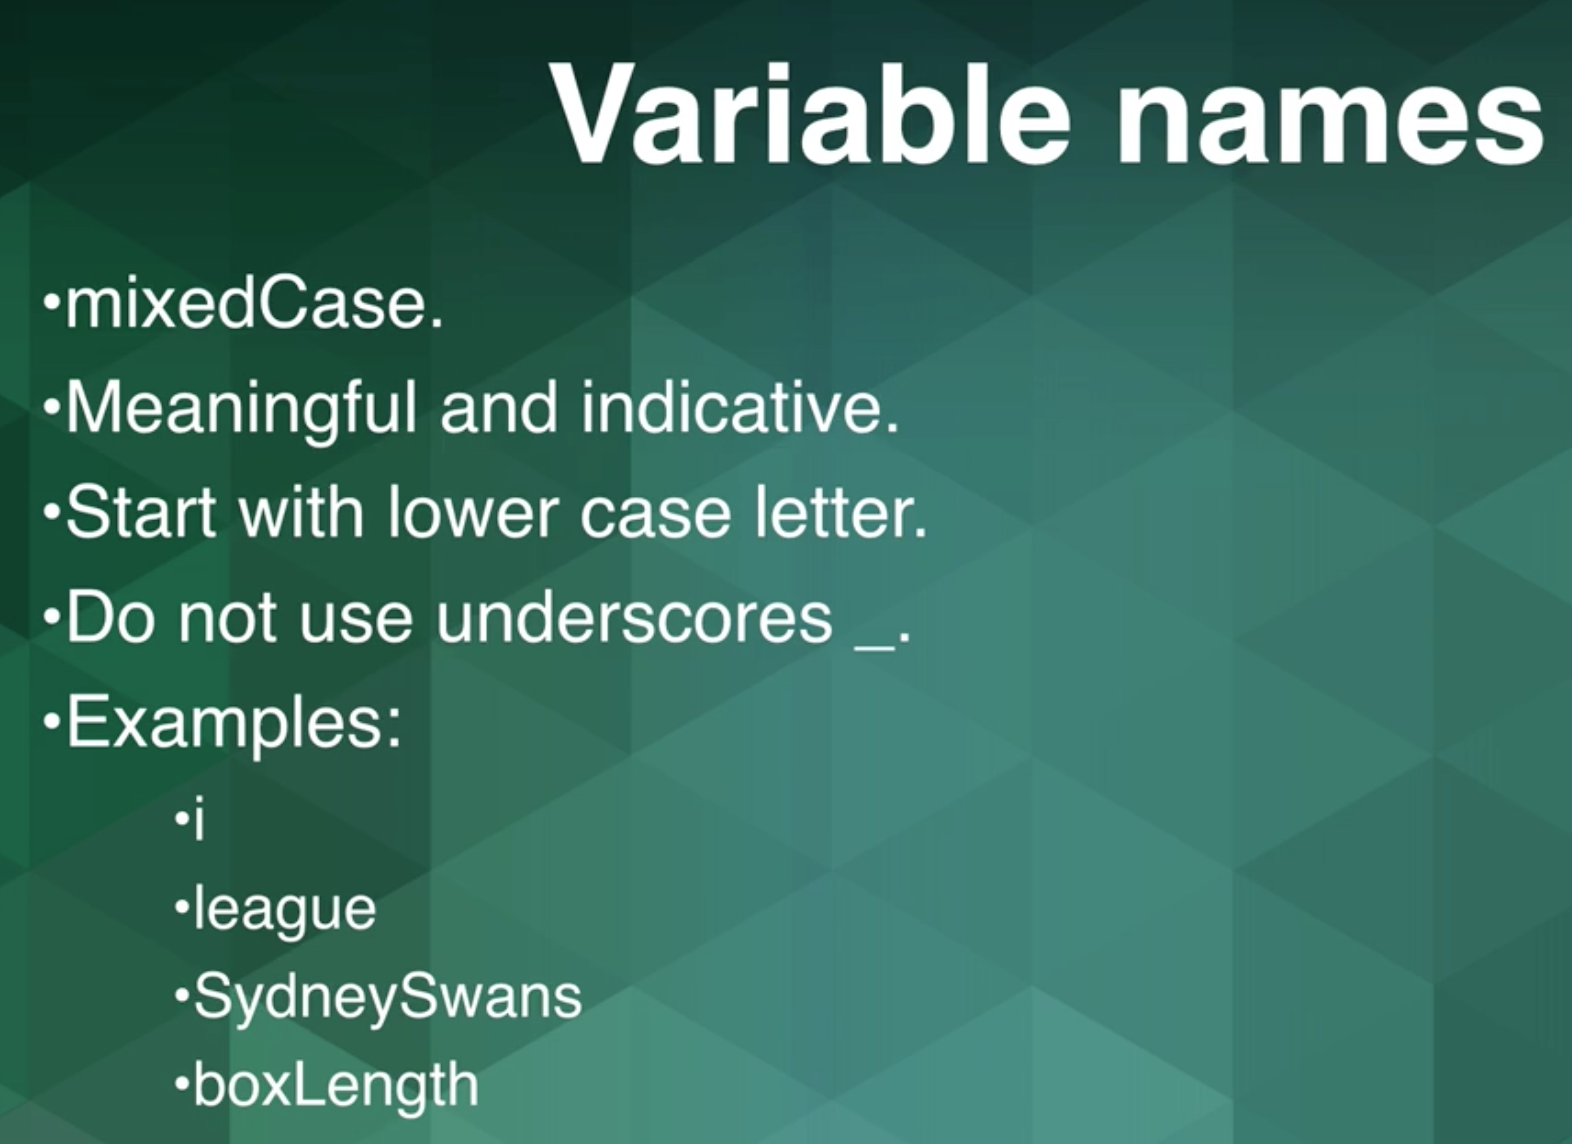 Variable names
•mixedCase.
•Meaningful and indicative.
•Start with lower case letter.
•Do not use underscores _.
•Examples:
•i
•league
•SydneySwans
•boxLength